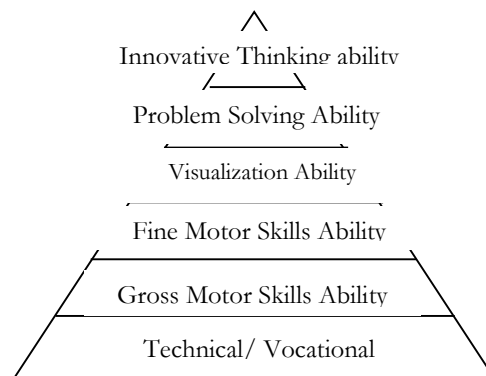 Innovative Thinking ability
Problem Solving Ability
Visualization Ability
Fine Motor Skills Ability
Gross Motor Skills Ability
Technical/ Vocational